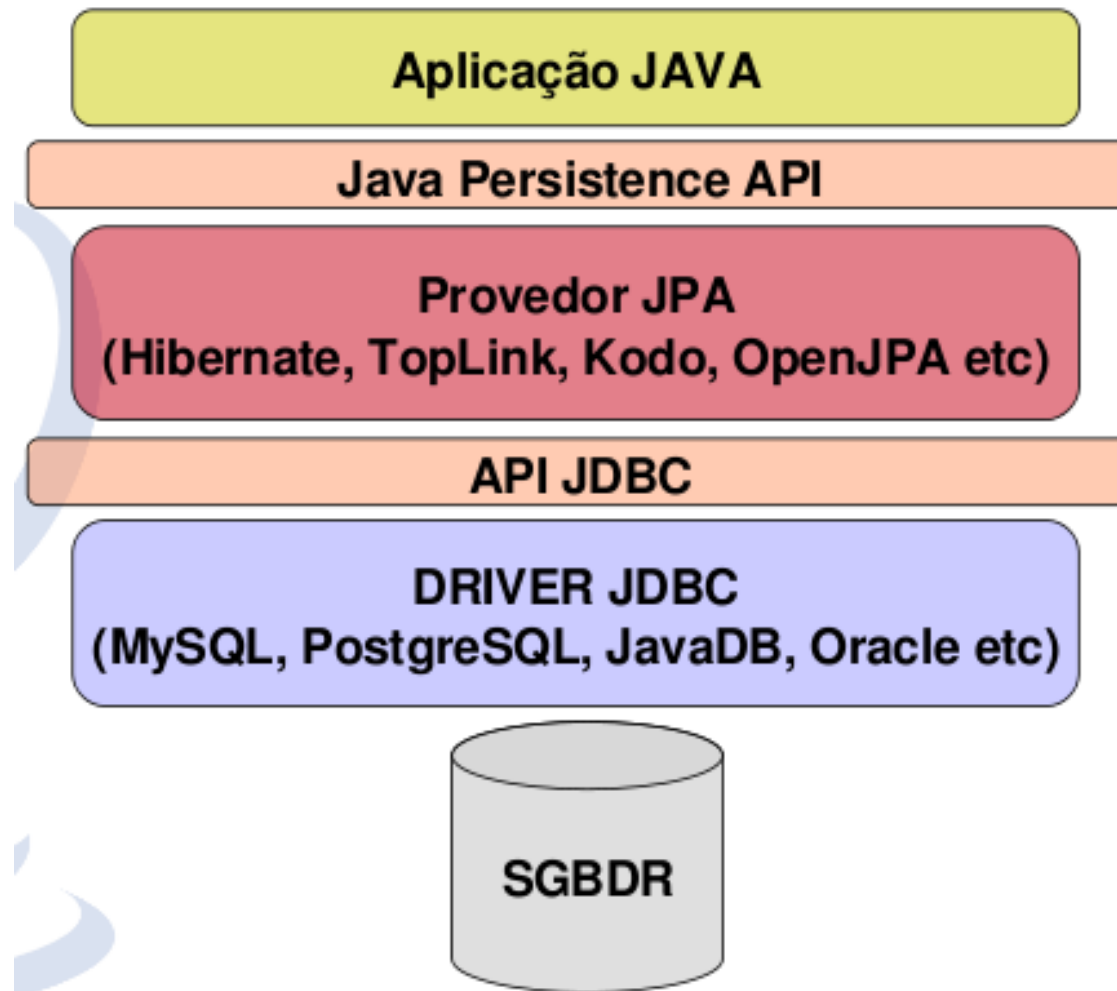 Aplicação JAVA
Java Persistence API
Provedor JPA
(Hibernate, TopLink, Kodo, OpenJPA etc)
API JDBC
DRIVER JDBC
(MySQL, PostgreSQL, JavaDB, Oracle etc)
SGBDR